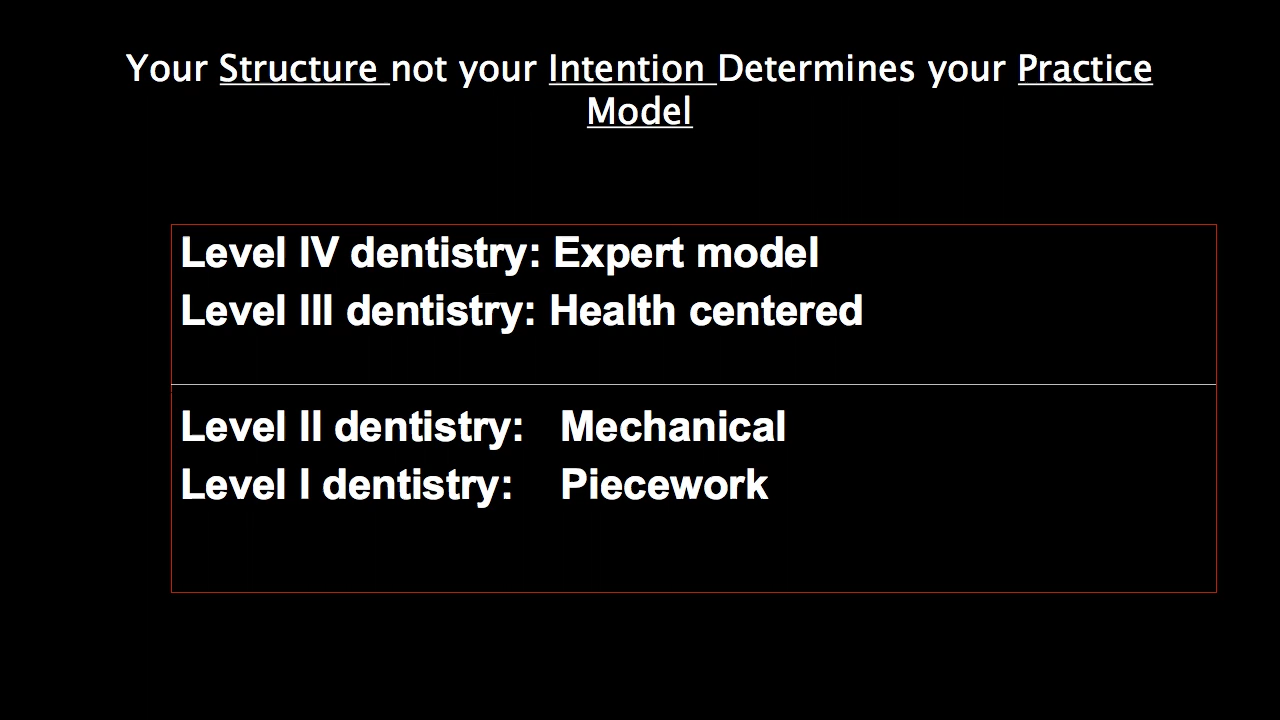 Your Structure not your Intention Determines your Practice
Model
Level IV dentistry: Expert model
Level III dentistry: Health centered
Level II dentistry: Mechanical
Level I dentistry: Piecework